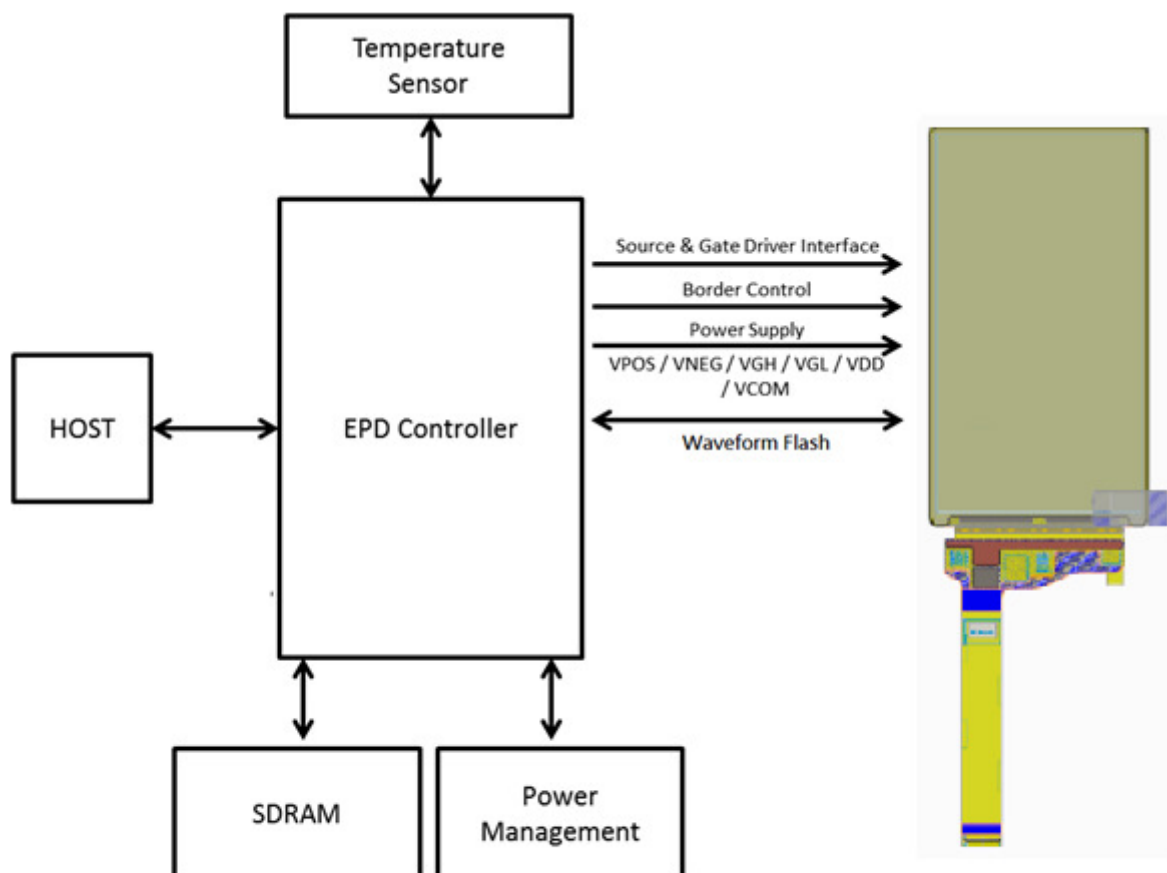 Temperature
Sensor
Source & Gate Driver Interface
Border Control
Power Supply
VPOS / VNEG / VGH / VGL / VDD
/ VCOM
HOST
EPD Controller
Waveform Flash
SDRAM
Power
Management